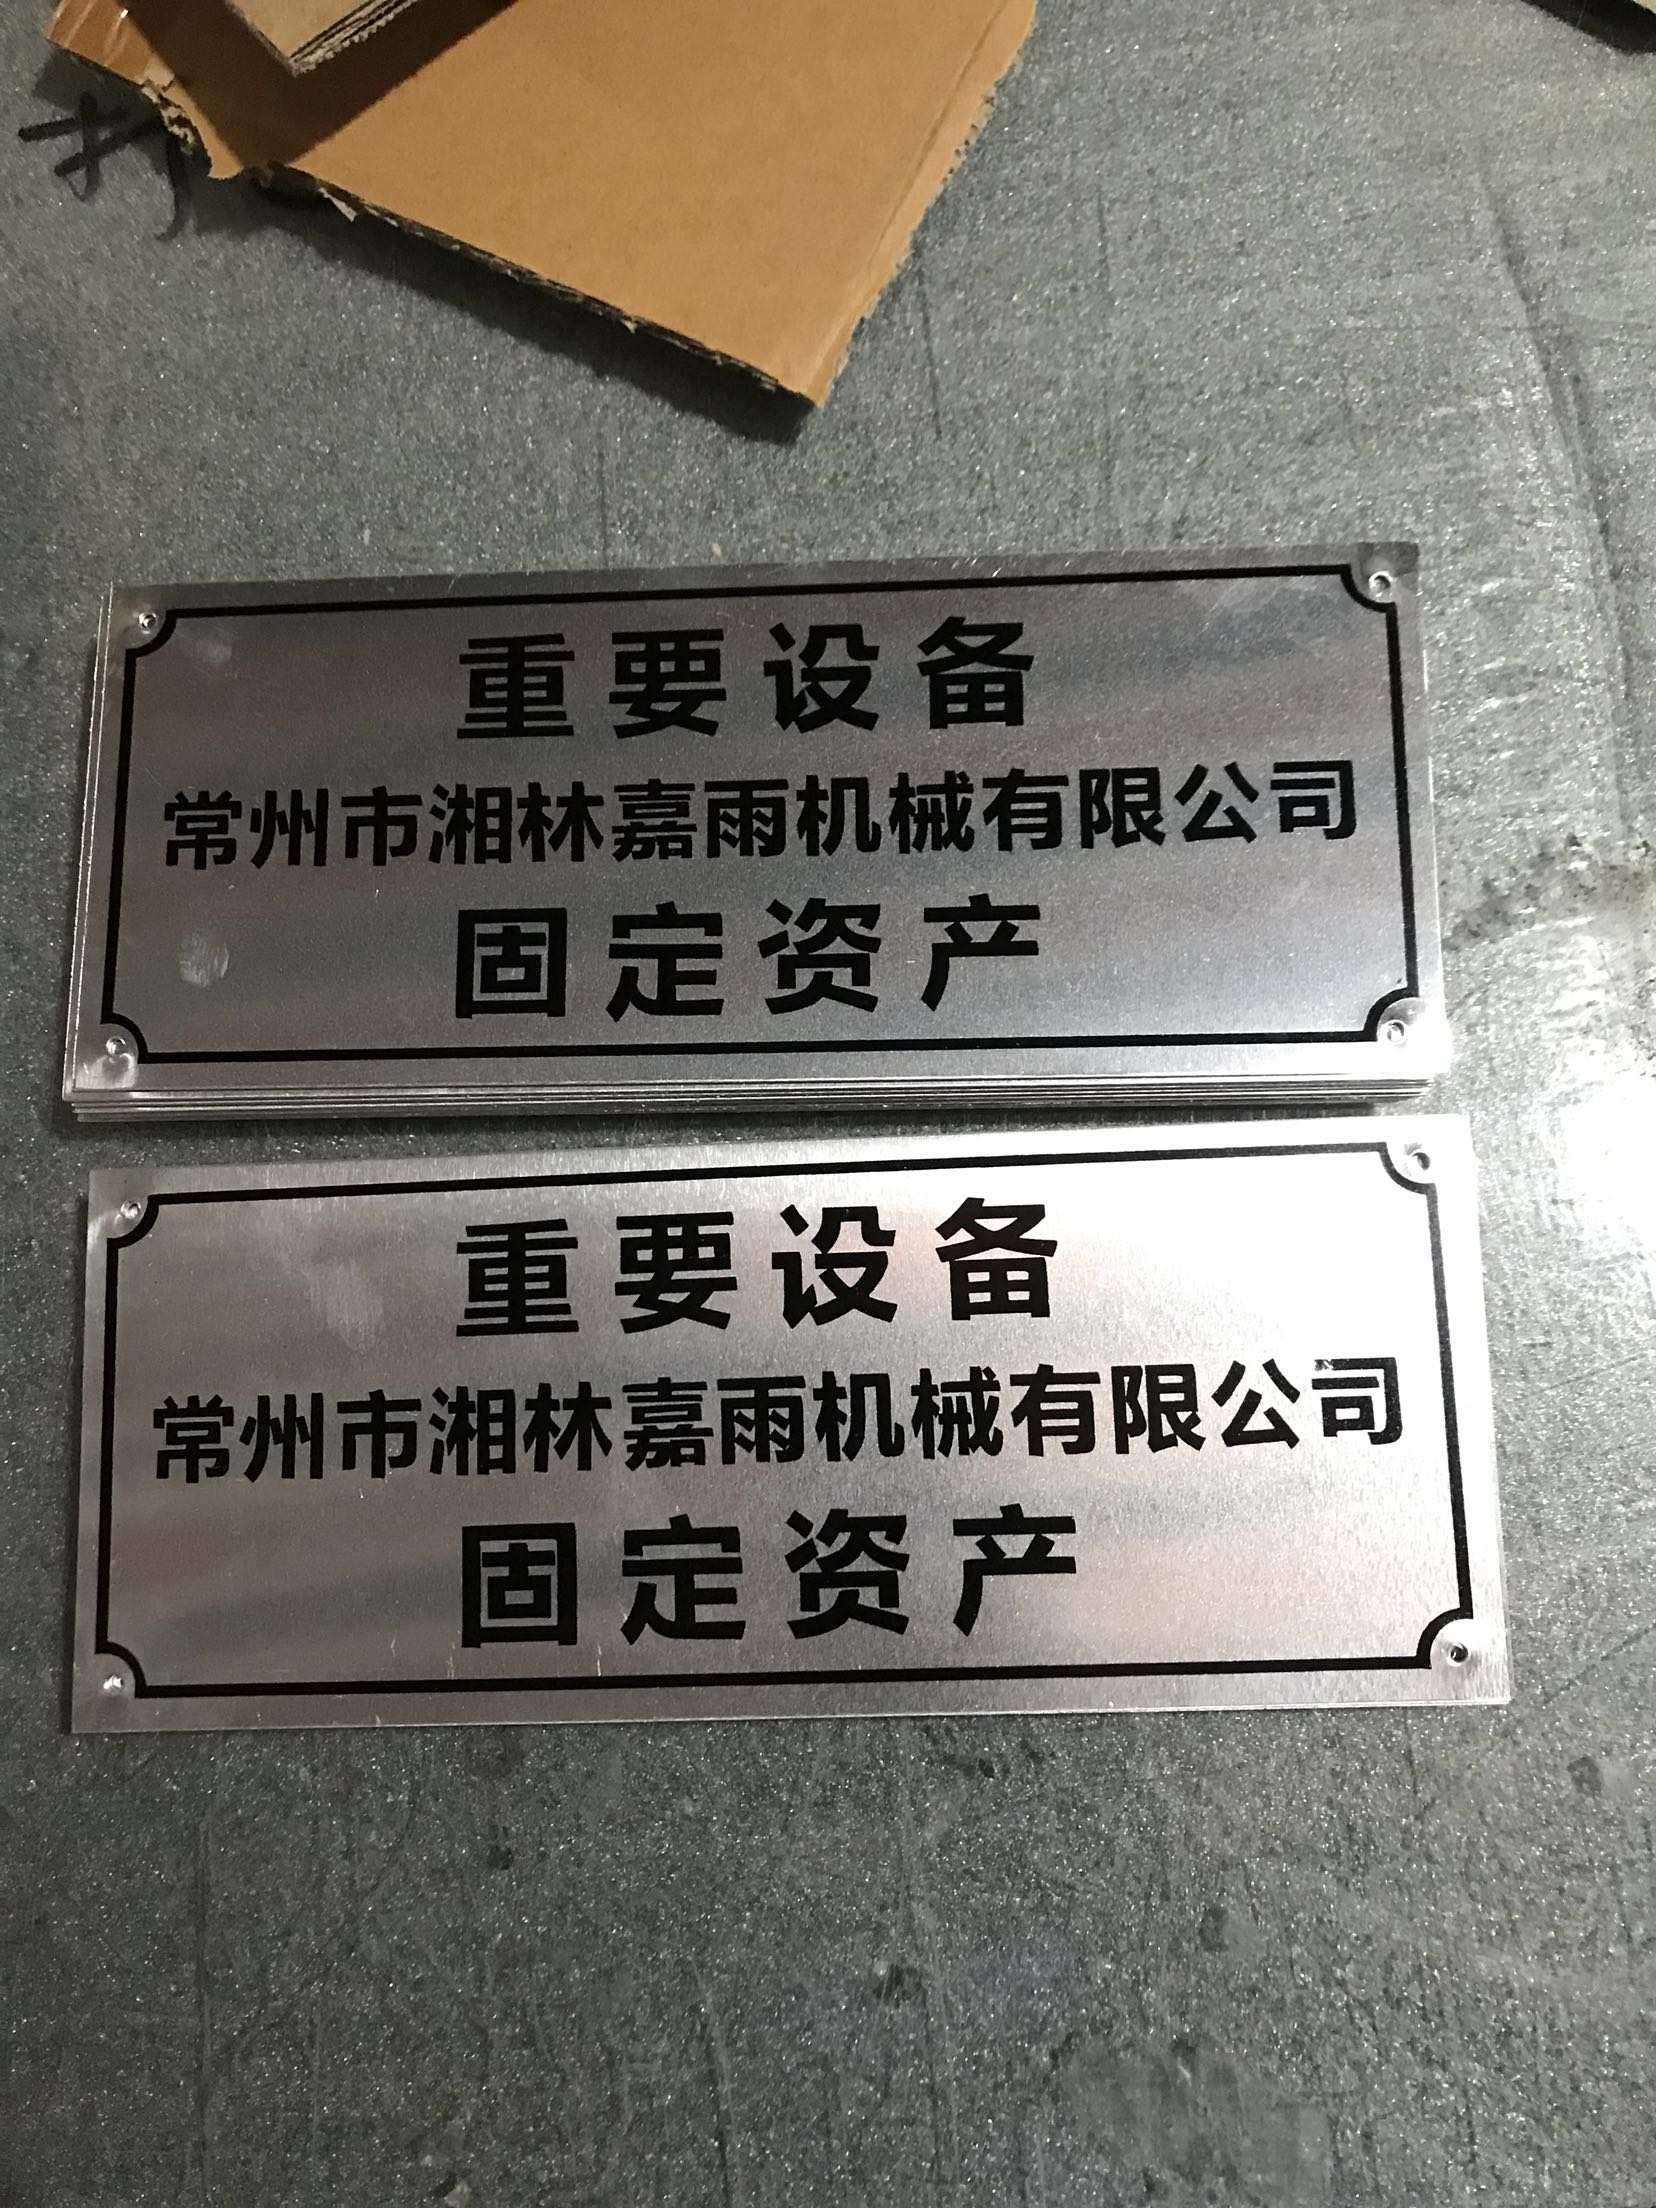 重要设备
常州市湘林嘉雨机械有限公司
固定资产
重要设备
常州市湘林嘉雨机械有限公司
固定资产